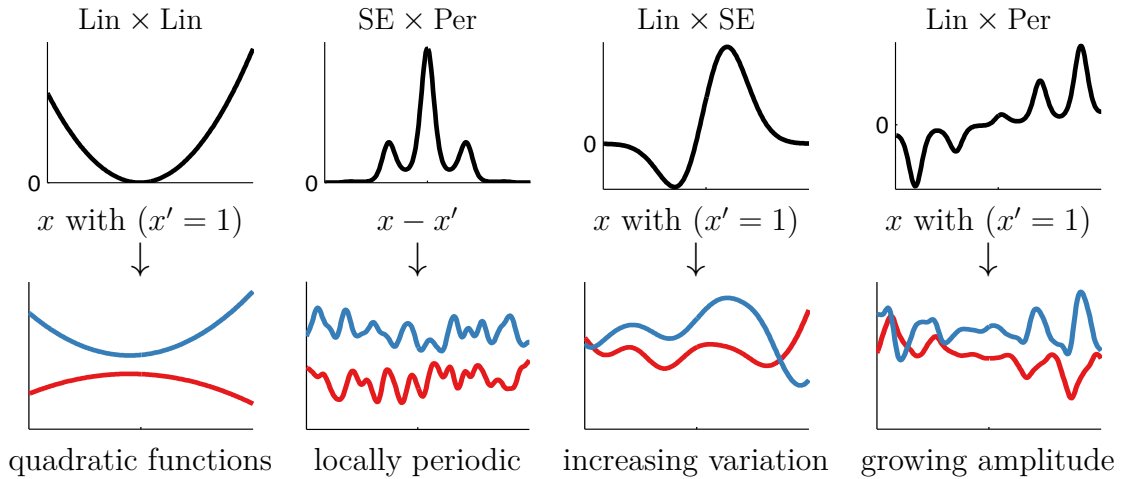 Lin × Lin
SE × Per
Lin × SE
Lin × Per
0
0
0
0
x with (x′ = 1)
x − x′
x with (x′ = 1)
x with (x′ = 1)
↓
↓
↓
↓
quadratic functions
locally periodic
increasing variation
growing amplitude